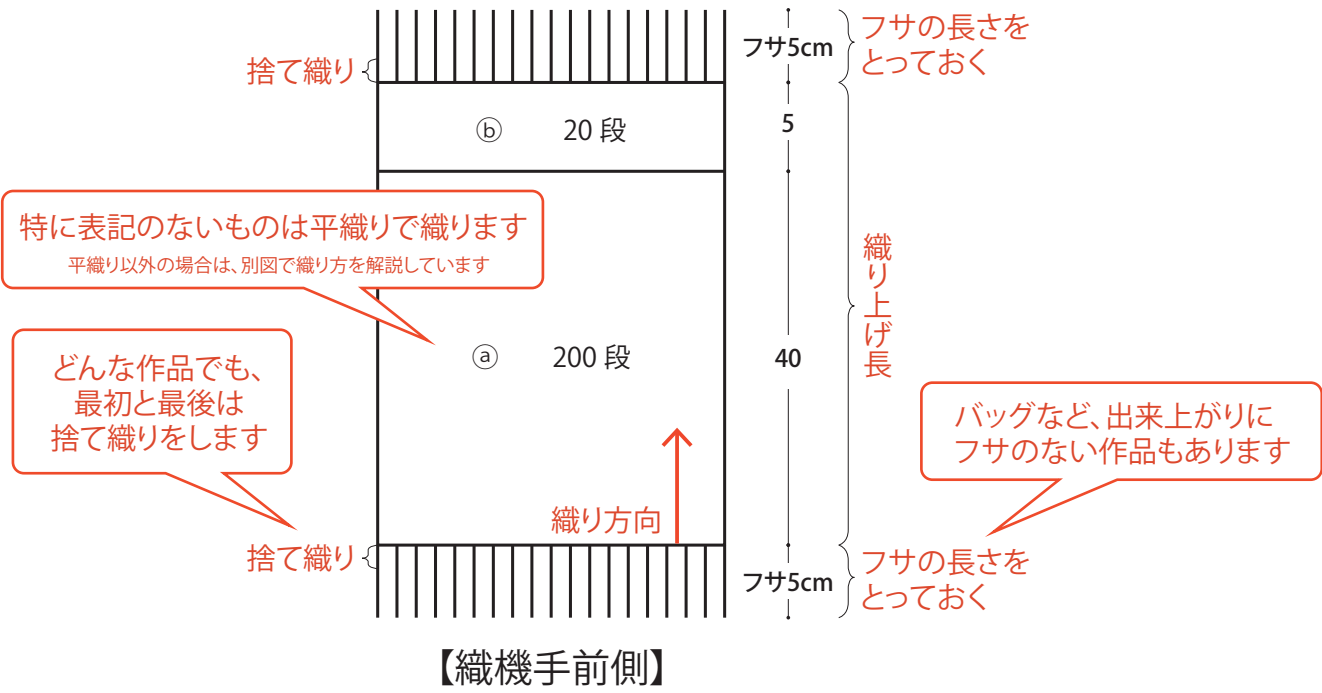 フサ5cm
フサの長さを
とっておく
捨て織り
ⓑ 20 段
5
特に表記のないものは平織りで織ります
平織り以外の場合は、別図で織り方を解説しています
織り上げ長
どんな作品でも、
最初と最後は
捨て織りをします
ⓐ 200 段
40
バッグなど、出来上がりに
フサのない作品もあります
織り方向
捨て織り
フサ5cm
フサの長さを
とっておく
【織機手前側】